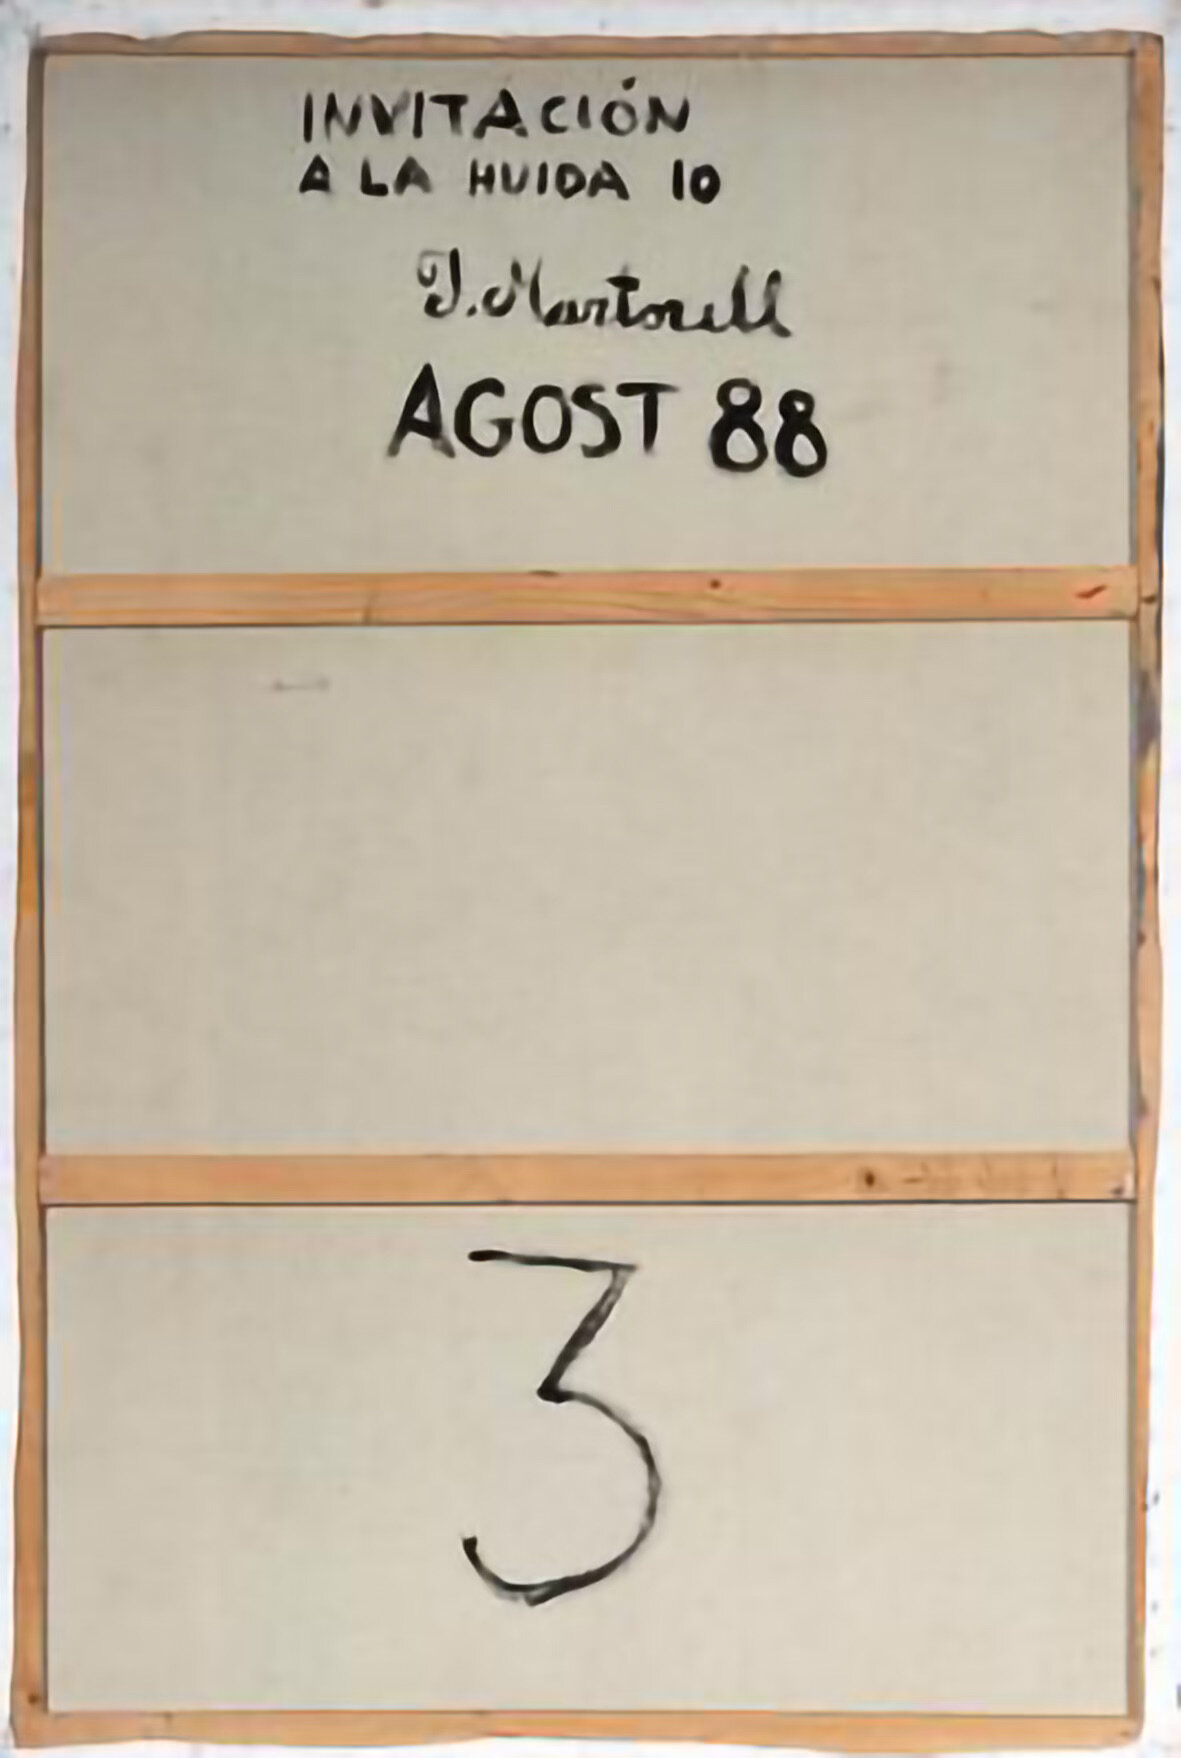 INVITACIÓN
A LA HUIDA 10
J. Martorell
AGOST 88
3